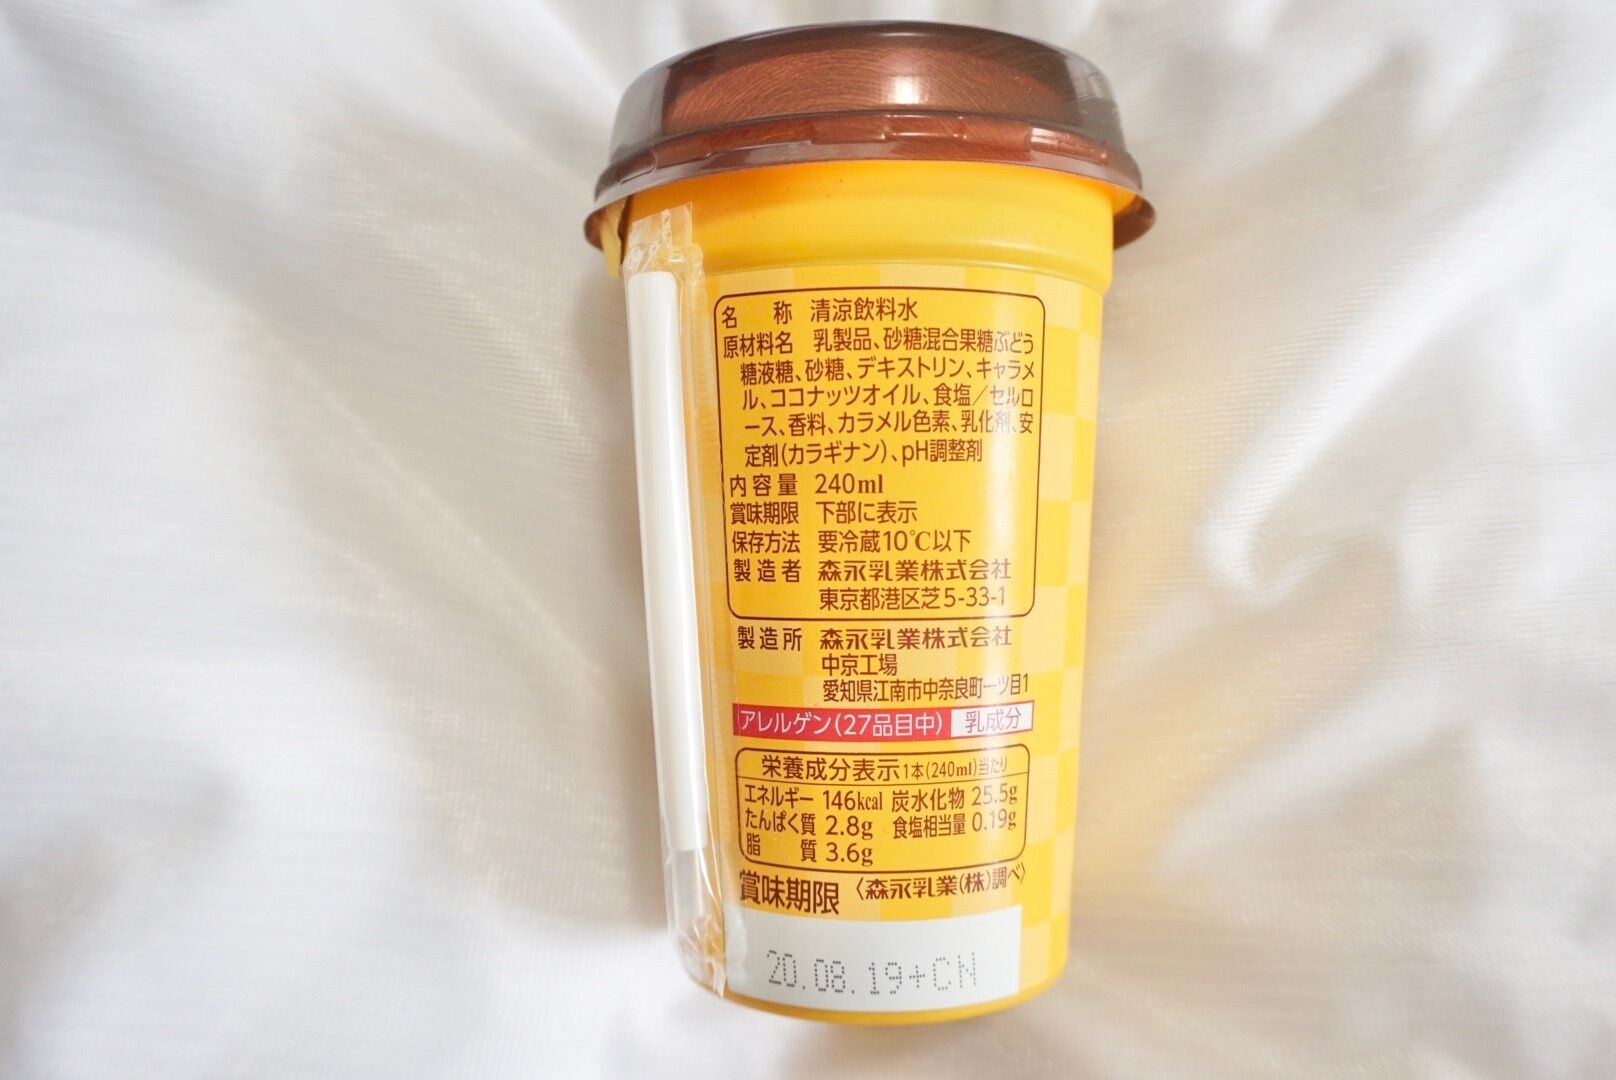 名称 清涼飲料水
原材料名 乳製品、砂糖混合果糖ぶどう
糖液糖、砂糖、デキストリン、キャラメ
ル、ココナッツオイル、食塩／セルロ
ース、香料、カラメル色素、乳化剤、安
定剤(カラギナン)、pH調整剤
内容量 240ml
賞味期限 下部に表示
保存方法 要冷蔵10℃以下
製造者 森永乳業株式会社
東京都港区芝5-33-1
製造所 森永乳業株式会社
中京工場
愛知県江南市中奈良町一ツ目1
アレルゲン(27品目中) 乳成分
栄養成分表示 1本(240ml)当たり
エネルギー 146kcal 炭水化物 25.5g
たんぱく質 2.8g 食塩相当量 0.19g
脂質 3.6g
賞味期限 〈森永乳業(株)調べ〉
20.08.19+CN